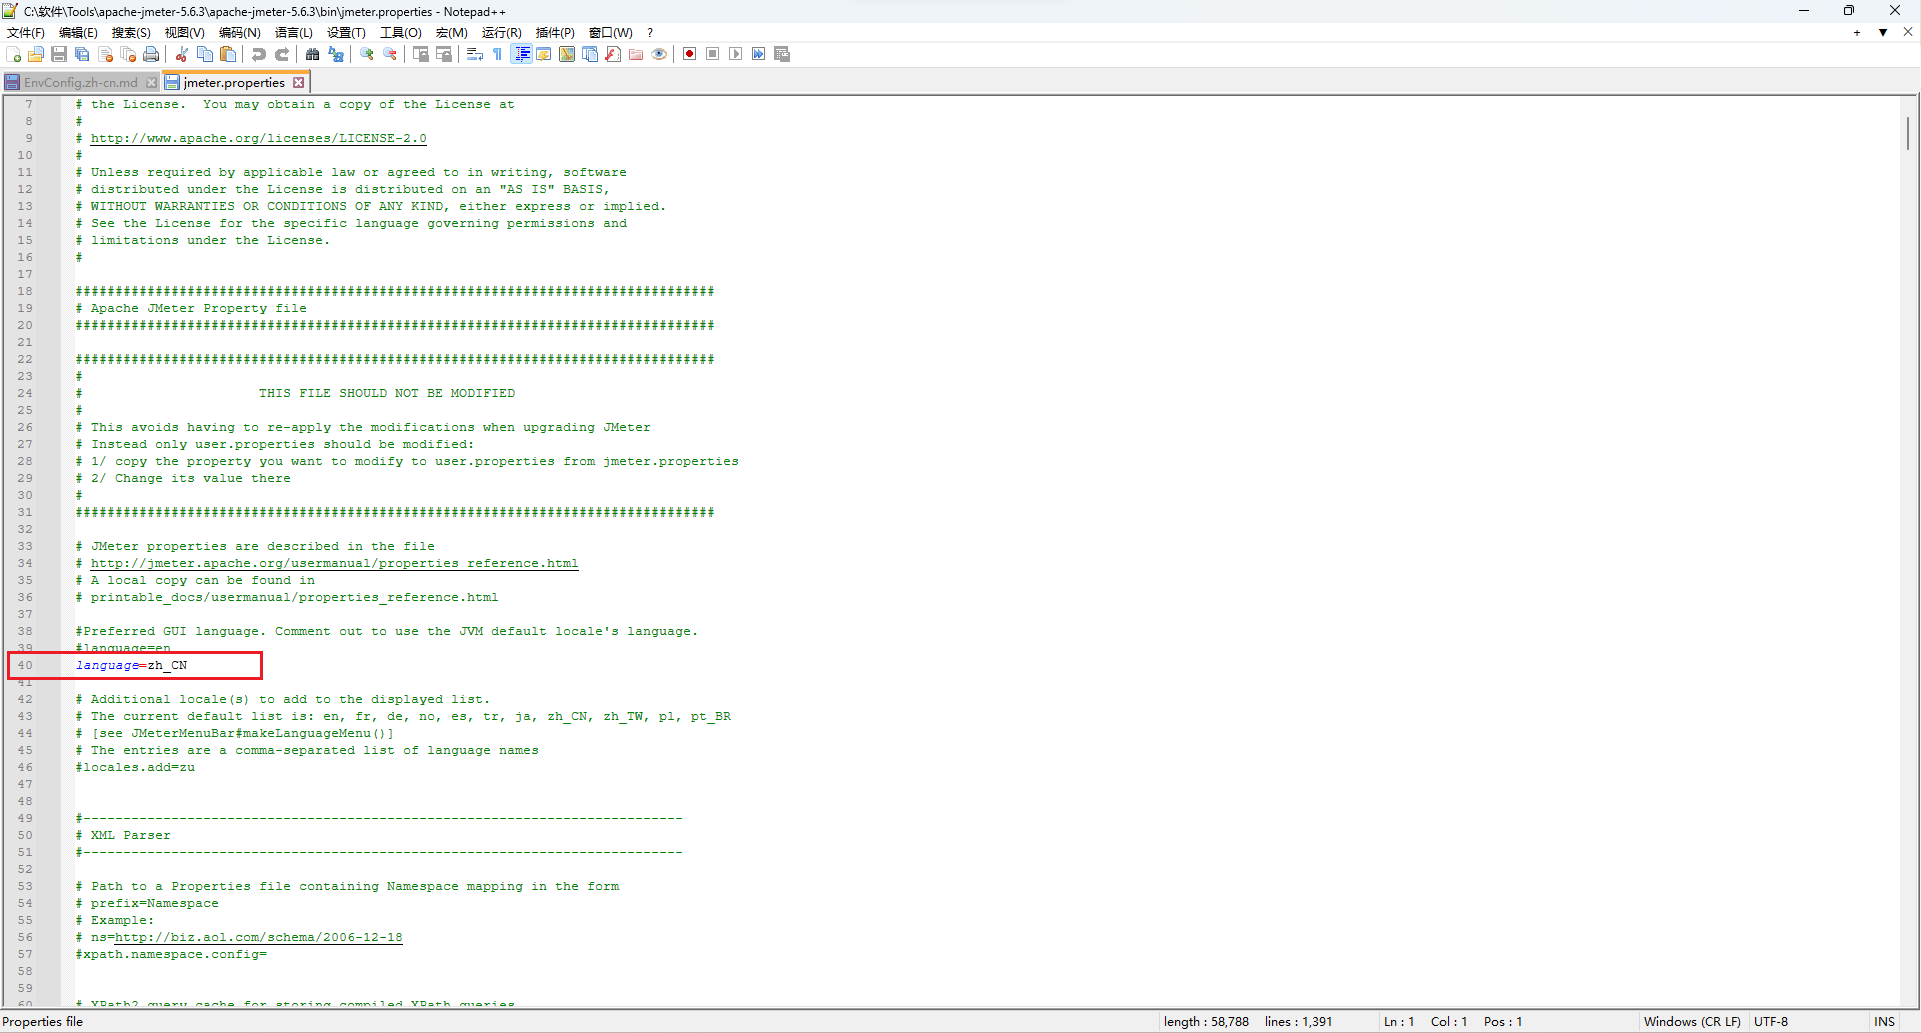 C:\软件\Tools\apache-jmeter-5.6.3\apache-jmeter-5.6.3\bin\jmeter.properties - Notepad++
文件(F) 编辑(E) 搜索(S) 视图(V) 编码(N) 语言(L) 设置(T) 工具(O) 宏(M) 运行(R) 插件(P) 窗口(W) ?
EnvConfig.zh-cn.md jmeter.properties
7 # the License.  You may obtain a copy of the License at
8 #
9 # http://www.apache.org/licenses/LICENSE-2.0
10 #
11 # Unless required by applicable law or agreed to in writing, software
12 # distributed under the License is distributed on an "AS IS" BASIS,
13 # WITHOUT WARRANTIES OR CONDITIONS OF ANY KIND, either express or implied.
14 # See the License for the specific language governing permissions and
15 # limitations under the License.
16 #
17
18 ################################################################################
19 # Apache JMeter Property file
20 ################################################################################
21
22 ################################################################################
23 #
24 #                      THIS FILE SHOULD NOT BE MODIFIED
25 #
26 # This avoids having to re-apply the modifications when upgrading JMeter
27 # Instead only user.properties should be modified:
28 # 1/ copy the property you want to modify to user.properties from jmeter.properties
29 # 2/ Change its value there
30 #
31 ################################################################################
32
33 # JMeter properties are described in the file
34 # http://jmeter.apache.org/usermanual/properties_reference.html
35 # A local copy can be found in
36 # printable_docs/usermanual/properties_reference.html
37
38 #Preferred GUI language. Comment out to use the JVM default locale's language.
39 #language=en
40 language=zh_CN
41
42 # Additional locale(s) to add to the displayed list.
43 # The current default list is: en, fr, de, no, es, tr, ja, zh_CN, zh_TW, pl, pt_BR
44 # [see JMeterMenuBar#makeLanguageMenu()]
45 # The entries are a comma-separated list of language names
46 #locales.add=zu
47
48
49 #---------------------------------------------------------------------------
50 # XML Parser
51 #---------------------------------------------------------------------------
52
53 # Path to a Properties file containing Namespace mapping in the form
54 # prefix=Namespace
55 # Example:
56 # ns=http://biz.aol.com/schema/2006-12-18
57 #xpath.namespace.config=
58
59
60 # XPath2 query cache for storing compiled XPath queries
Properties file length : 58,788 lines : 1,391 Ln : 1 Col : 1 Pos : 1 Windows (CR LF) UTF-8 INS